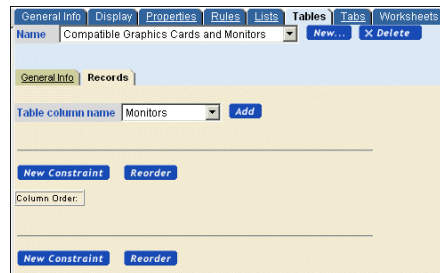 General Info Display Properties Rules Lists Tables Tabs Worksheets
Name Compatible Graphics Cards and Monitors New... X Delete
General Info Records
Table column name Monitors Add
New Constraint Reorder
Column Order:
New Constraint Reorder